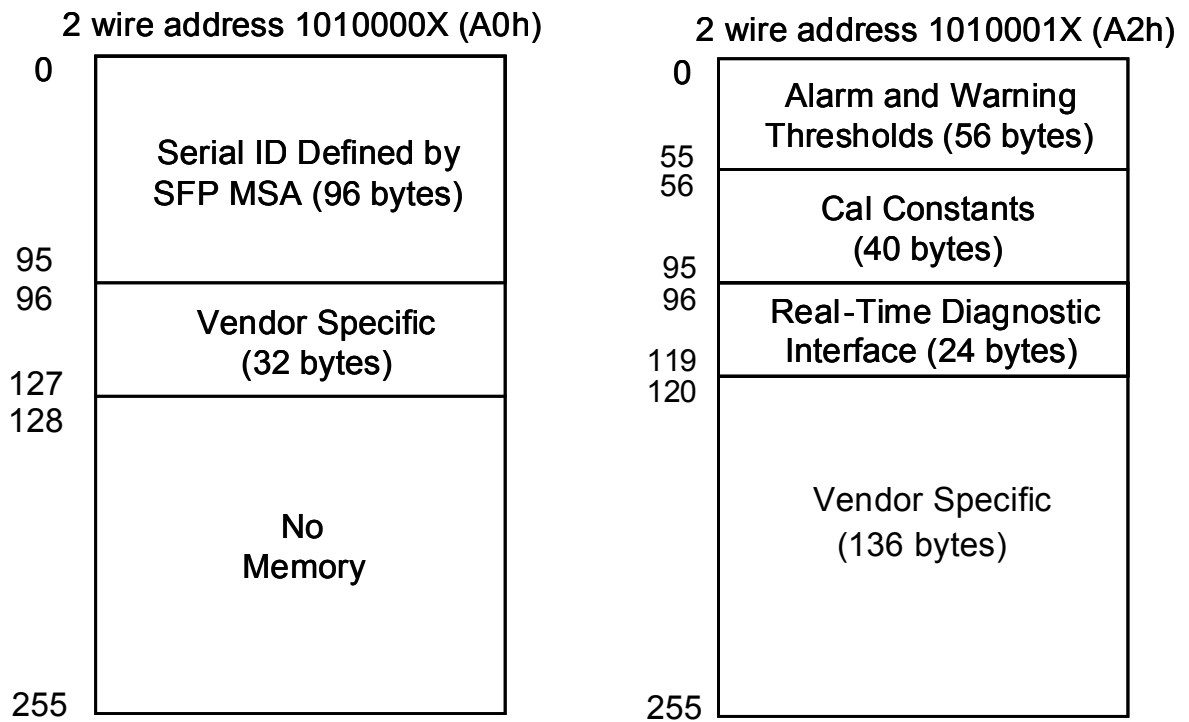 2 wire address 1010000X (A0h)
0
Serial ID Defined by
SFP MSA (96 bytes)
95
96
Vendor Specific
(32 bytes)
127
128
No
Memory
255
2 wire address 1010001X (A2h)
0
Alarm and Warning
Thresholds (56 bytes)
55
56
Cal Constants
(40 bytes)
95
96
Real-Time Diagnostic
Interface (24 bytes)
119
120
Vendor Specific
(136 bytes)
255